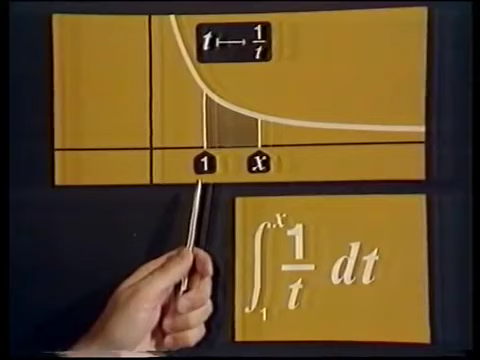 t ⟼ 1/t
1 x
∫₁ˣ 1/t dt